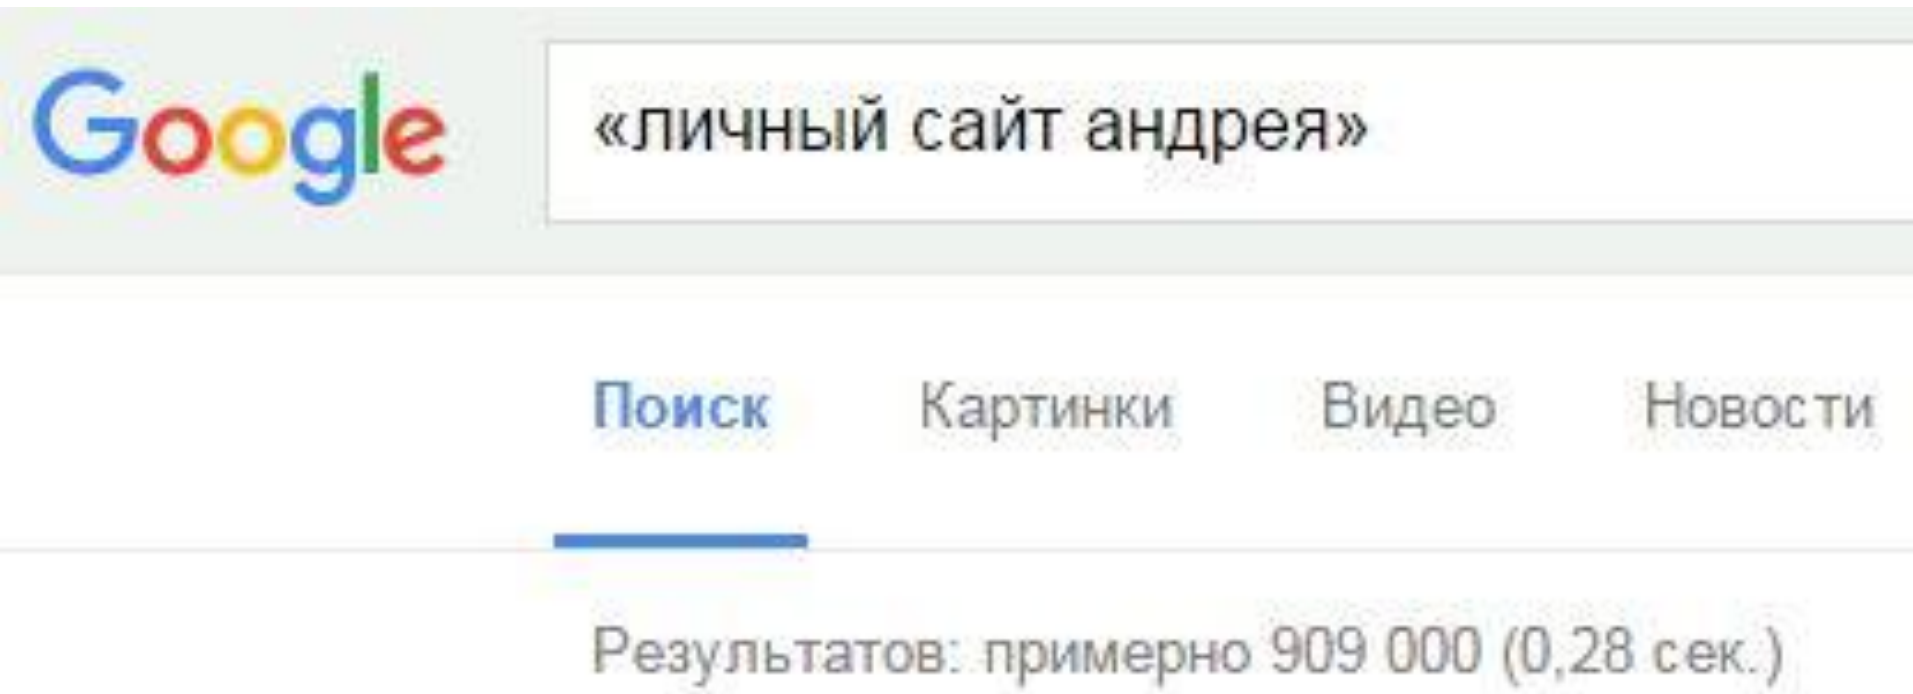 Google «личный сайт андрея»
Поиск Картинки Видео Новости
Результатов: примерно 909 000 (0,28 сек.)